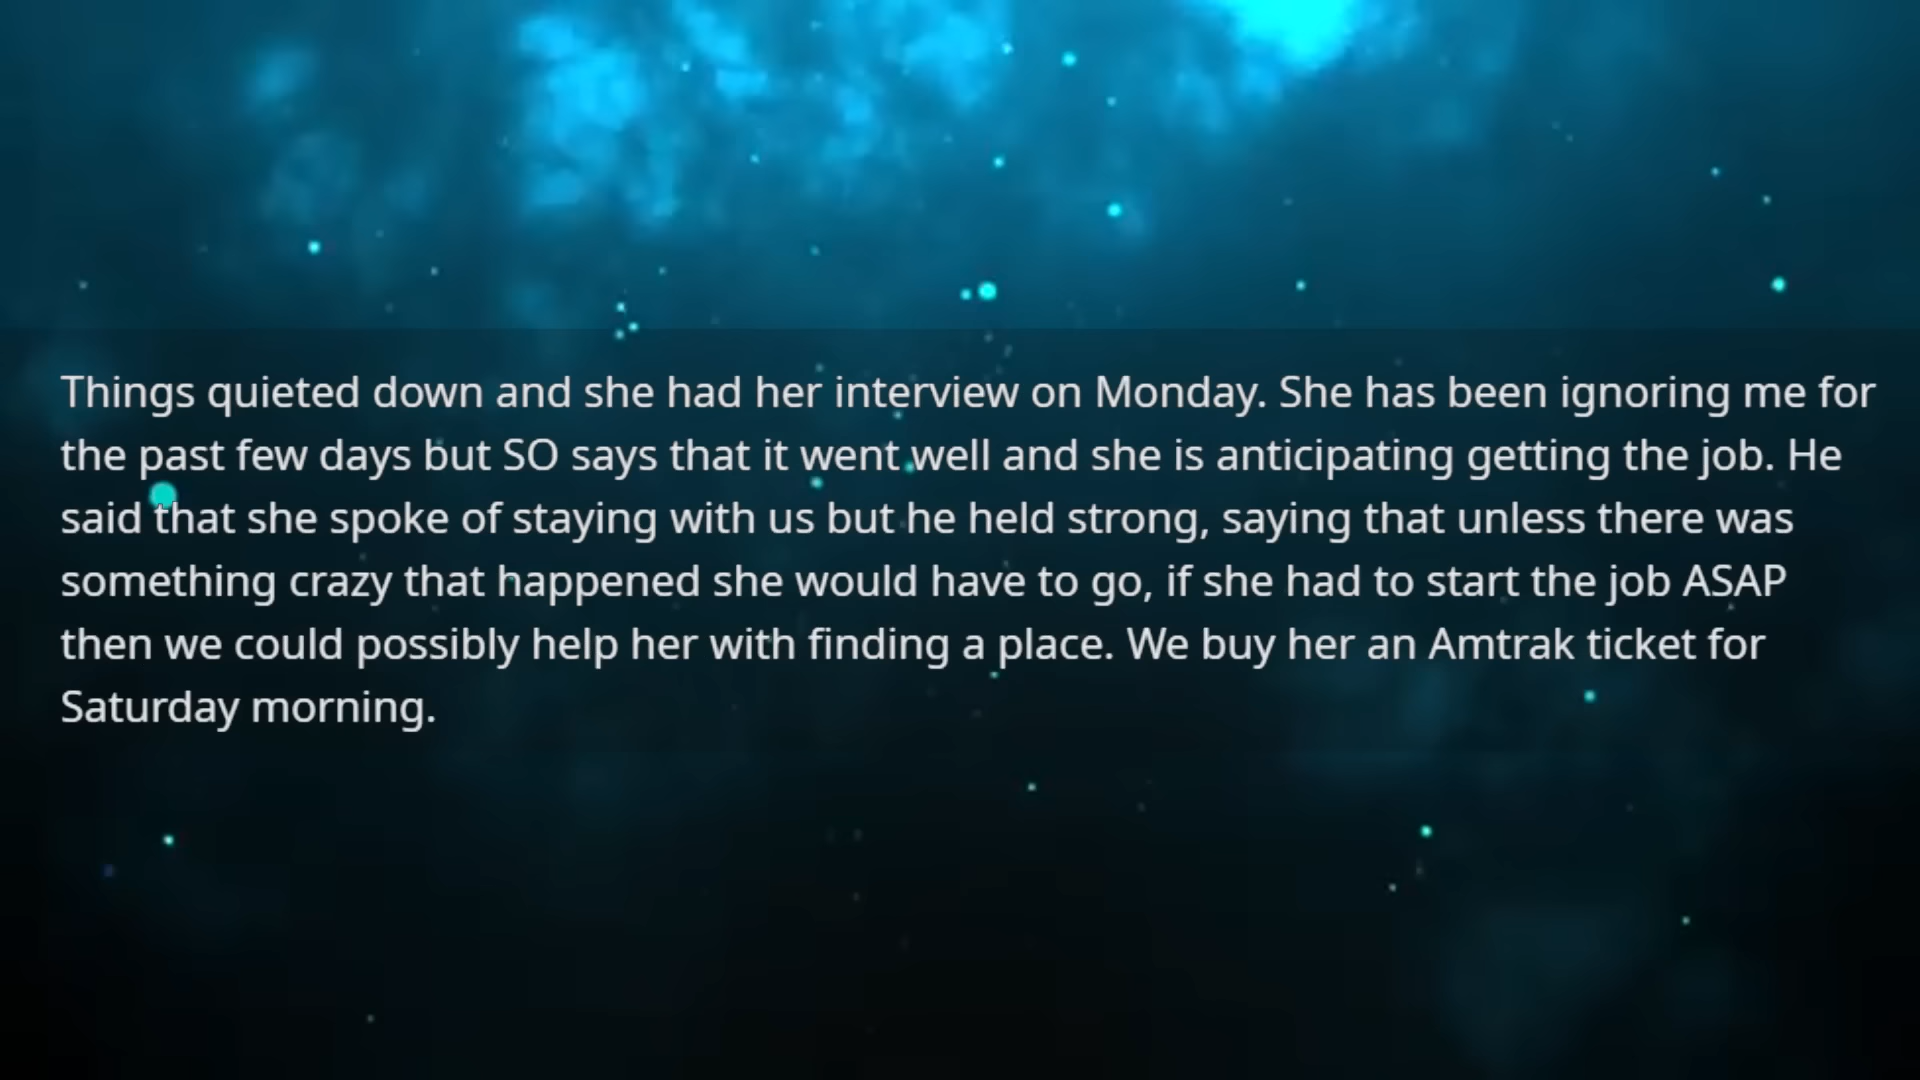 Things quieted down and she had her interview on Monday. She has been ignoring me for
the past few days but SO says that it went well and she is anticipating getting the job. He
said that she spoke of staying with us but he held strong, saying that unless there was
something crazy that happened she would have to go, if she had to start the job ASAP
then we could possibly help her with finding a place. We buy her an Amtrak ticket for
Saturday morning.